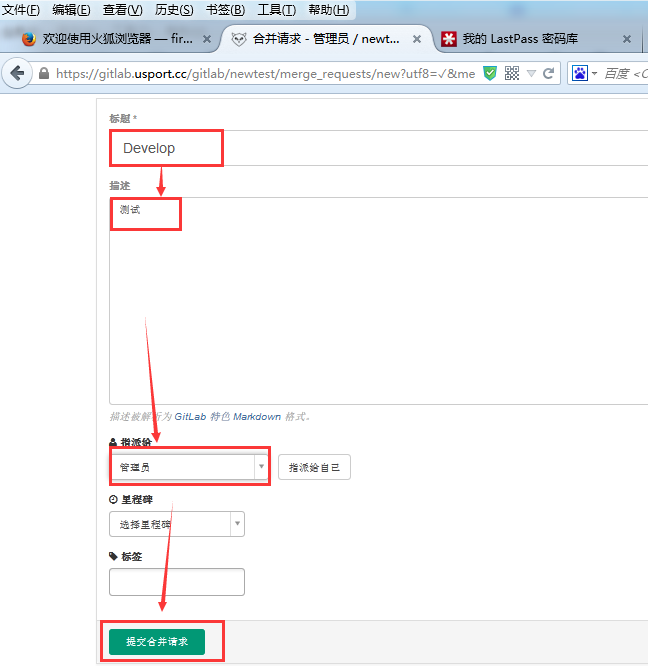 文件(F) 编辑(E) 查看(V) 历史(S) 书签(B) 工具(T) 帮助(H)
欢迎使用火狐浏览器 — fir... × 合并请求 - 管理员 / newt... × 我的 LastPass 密码库 ×
https://gitlab.usport.cc/gitlab/newtest/merge_requests/new?utf8=✓&me 百度 <C
标题 *
Develop
描述
测试
描述被解析为 GitLab 特色 Markdown 格式。
指派给
管理员 指派给自己
里程碑
选择里程碑
标签
提交合并请求